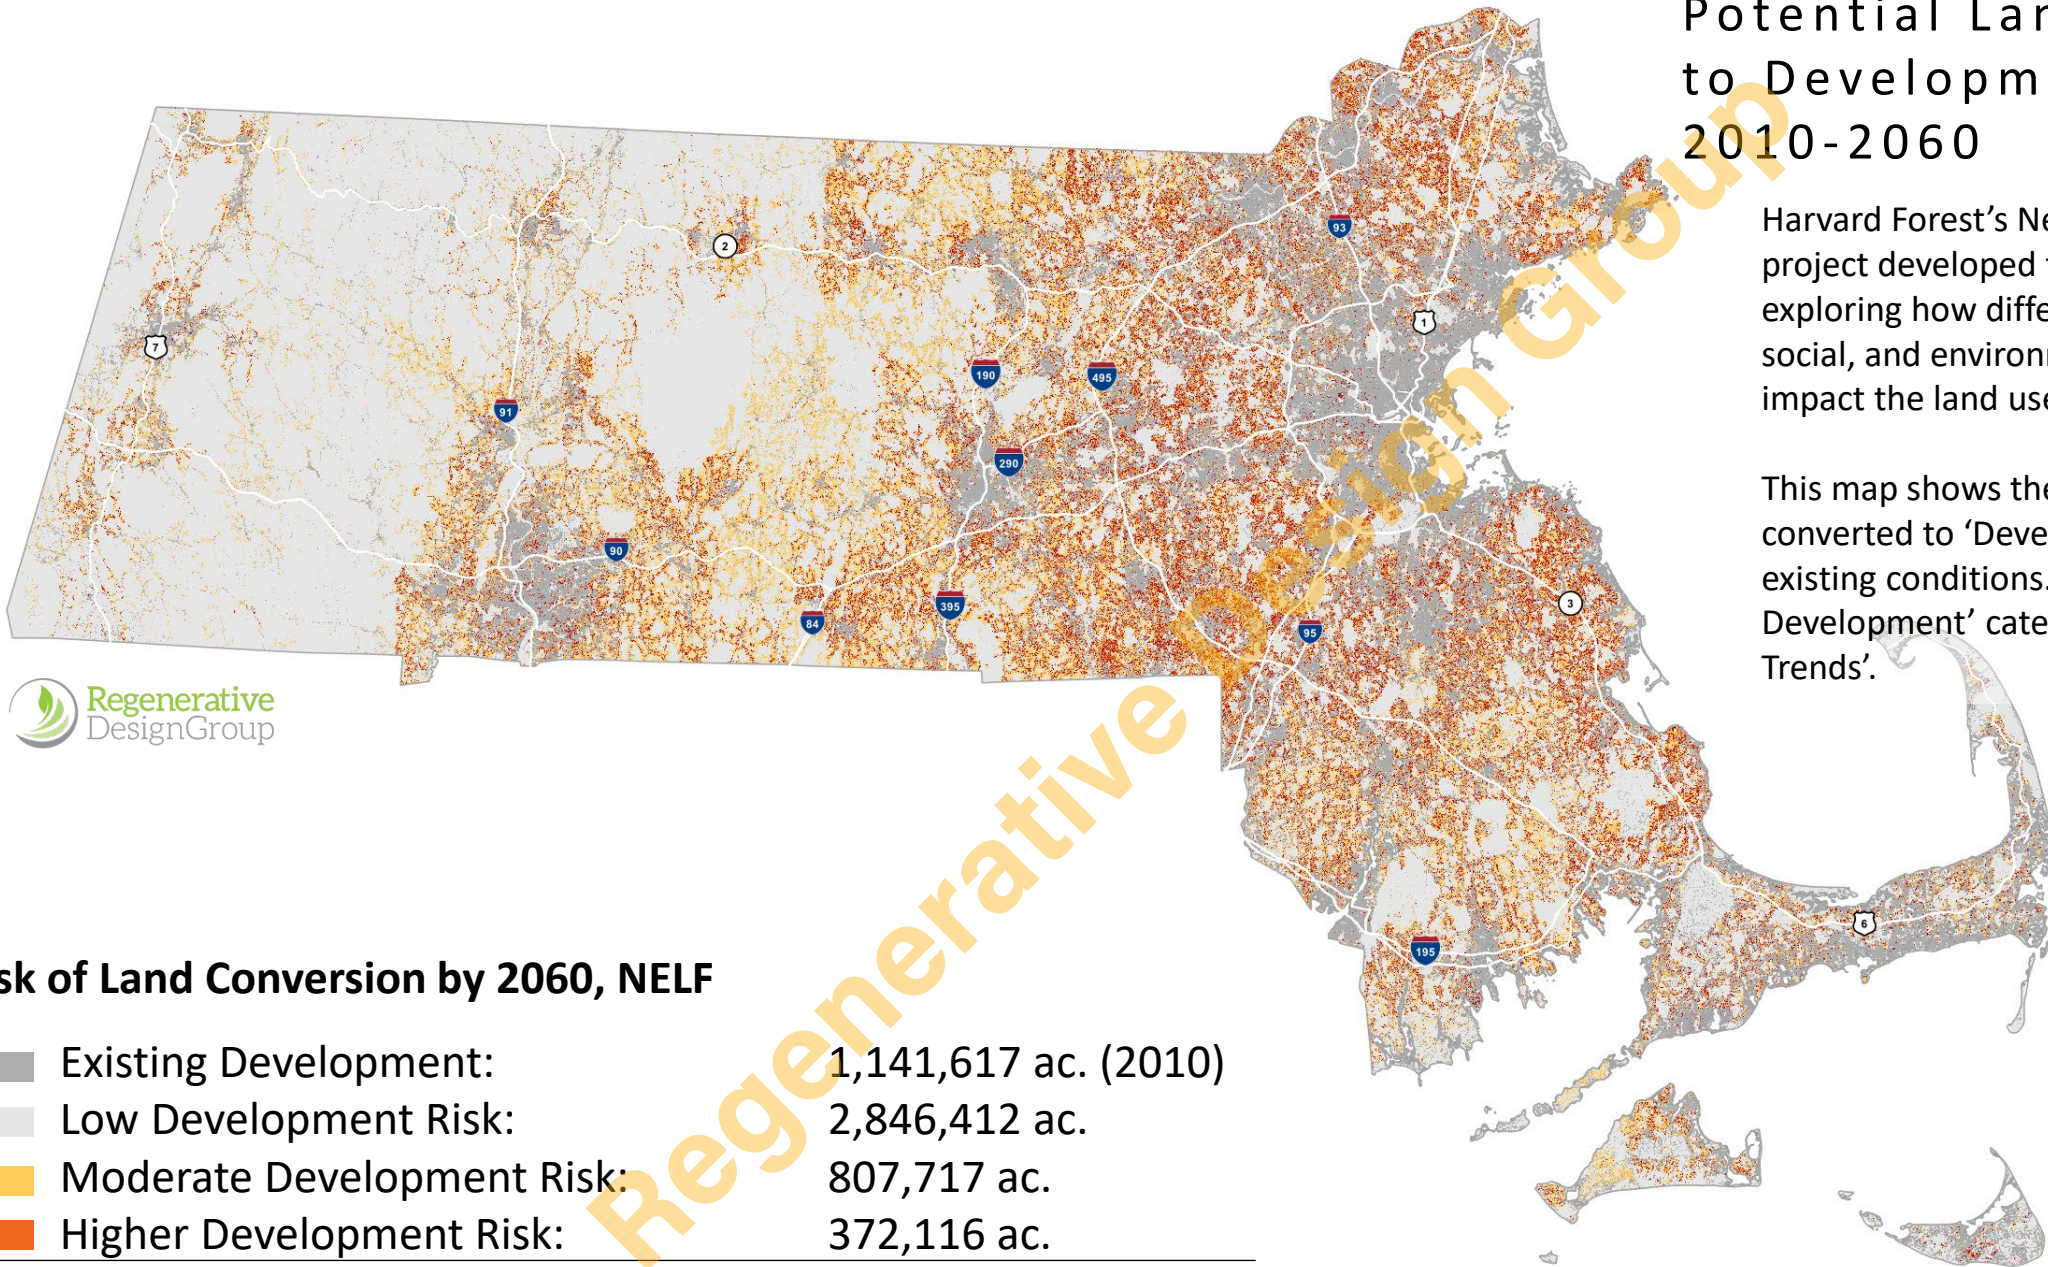 Potential Lar
to Developm
2010-2060
Harvard Forest’s Ne
project developed
exploring how diffe
social, and environ
impact the land use
This map shows the
converted to ‘Deve
existing conditions.
Development’ cate
Trends’.
2
93
1
7
190
495
91
290
90
395
84
95
3
6
195
Regenerative
DesignGroup
Regenerative Design Group
sk of Land Conversion by 2060, NELF
Existing Development: 1,141,617 ac. (2010)
Low Development Risk: 2,846,412 ac.
Moderate Development Risk: 807,717 ac.
Higher Development Risk: 372,116 ac.